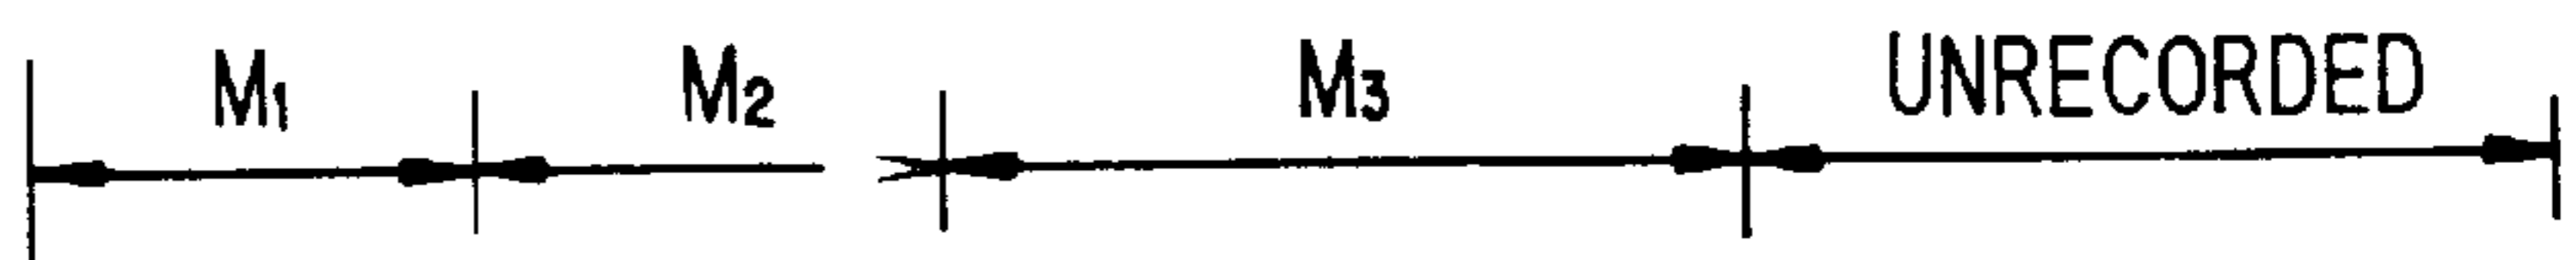 M₁ M₂ M₃ UNRECORDED